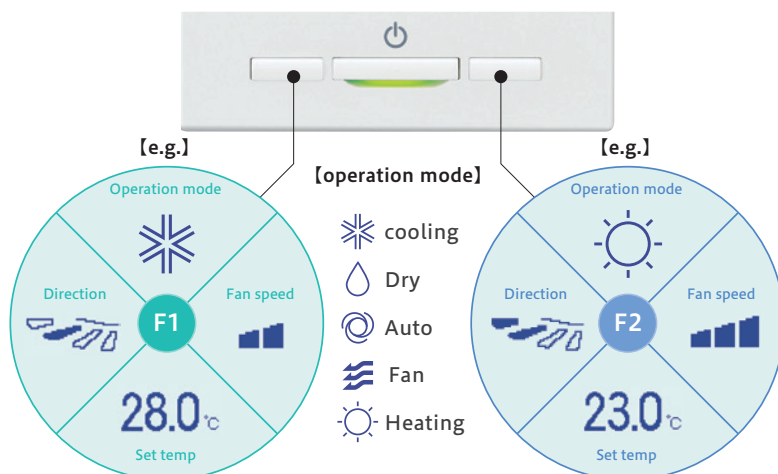 【e.g.】
【e.g.】
【operation mode】
Operation mode
Direction
Fan speed
F1
28.0℃
Set temp
cooling
Dry
Auto
Fan
Heating
Operation mode
Direction
Fan speed
F2
23.0℃
Set temp